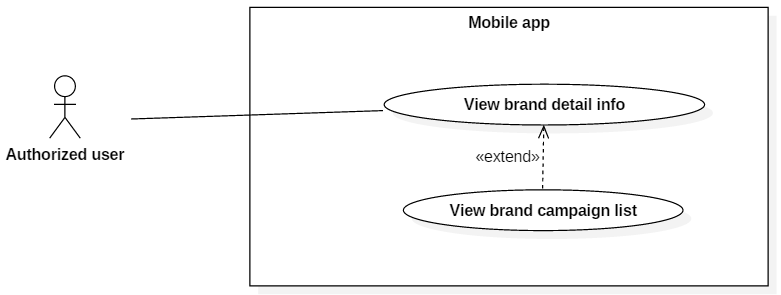 Mobile app
View brand detail info
Authorized user
«extend»
View brand campaign list